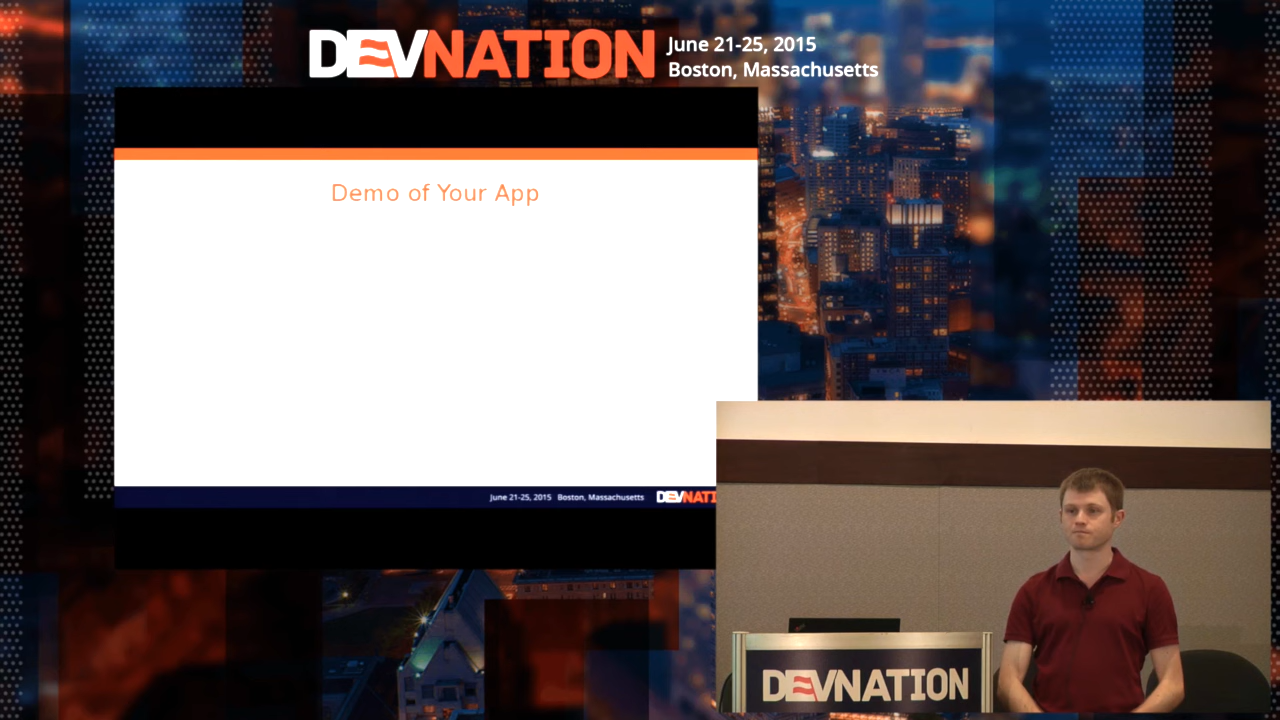 DEVNATION
June 21-25, 2015
Boston, Massachusetts
Demo of Your App
June 21-25, 2015 Boston, Massachusetts DEVNATI
DEVNATION